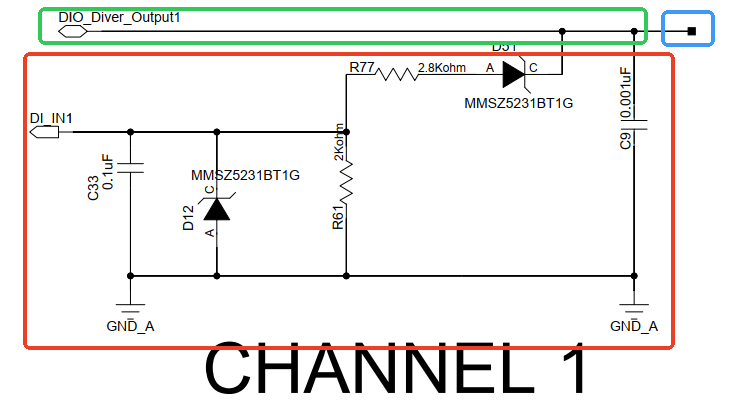 DIO_Diver_Output1
D51
R77
2.8Kohm
A
C
MMSZ5231BT1G
0.001uF
C9
DI_IN1
2Kohm
C33
0.1uF
MMSZ5231BT1G
C
D12
A
R61
GND_A
GND_A
CHANNEL 1